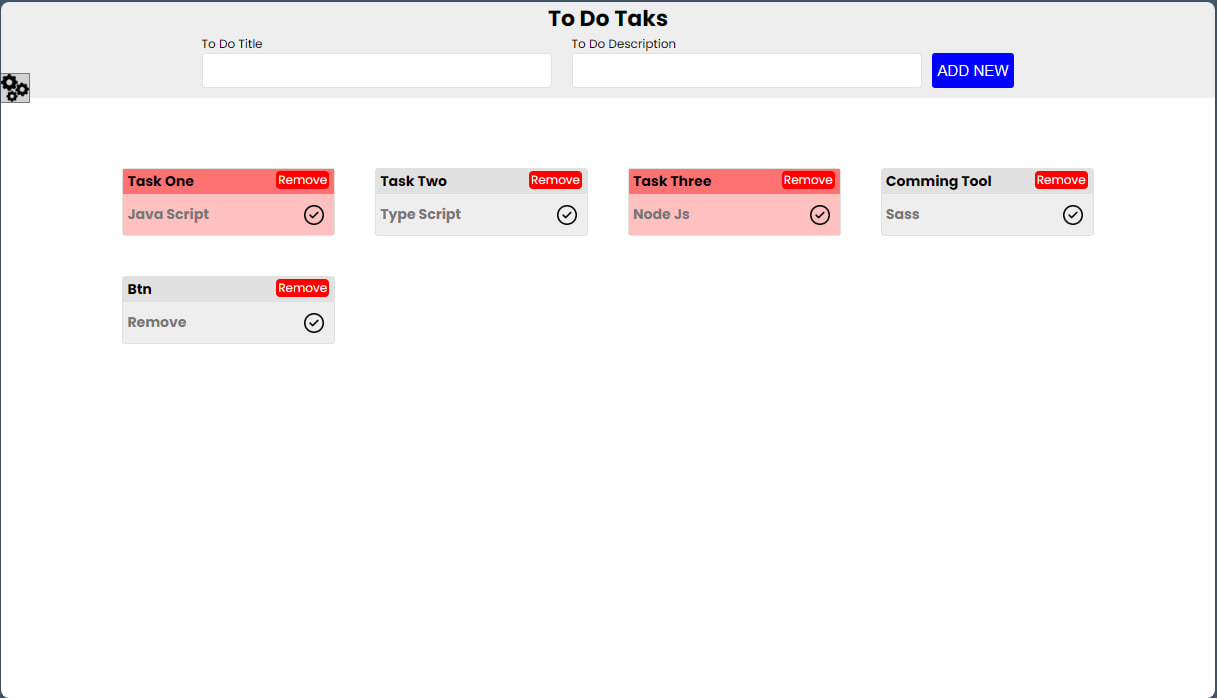 To Do Taks
To Do Title
To Do Description
ADD NEW
Task One Remove
Java Script
Task Two Remove
Type Script
Task Three Remove
Node Js
Comming Tool Remove
Sass
Btn Remove
Remove